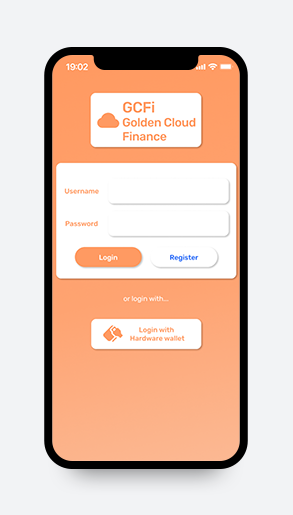 19:02
GCFi
Golden Cloud
Finance
Username
Password
Login
Register
or login with...
Login with
Hardware wallet